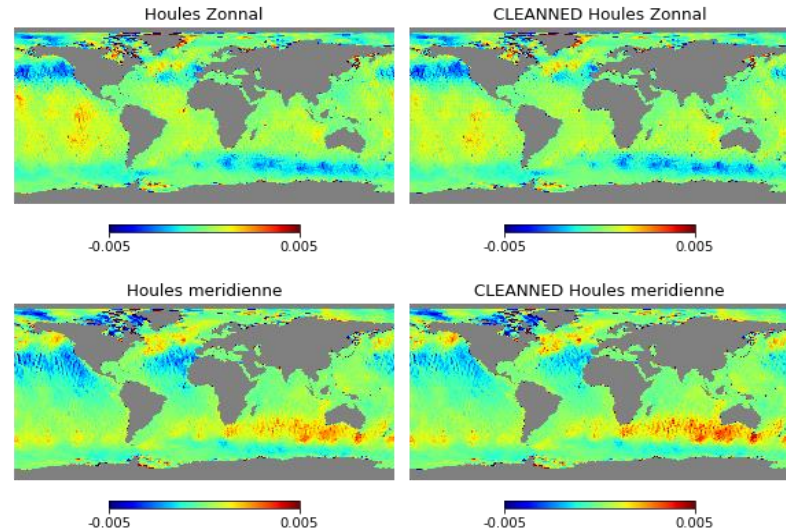 Houles Zonnal
CLEANNED Houles Zonnal
-0.005 0.005
-0.005 0.005
Houles meridienne
CLEANNED Houles meridienne
-0.005 0.005
-0.005 0.005